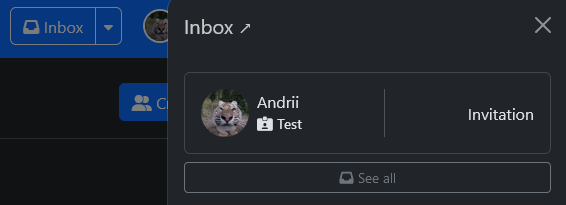 Inbox
Inbox ↗
Andrii
Test
Invitation
See all